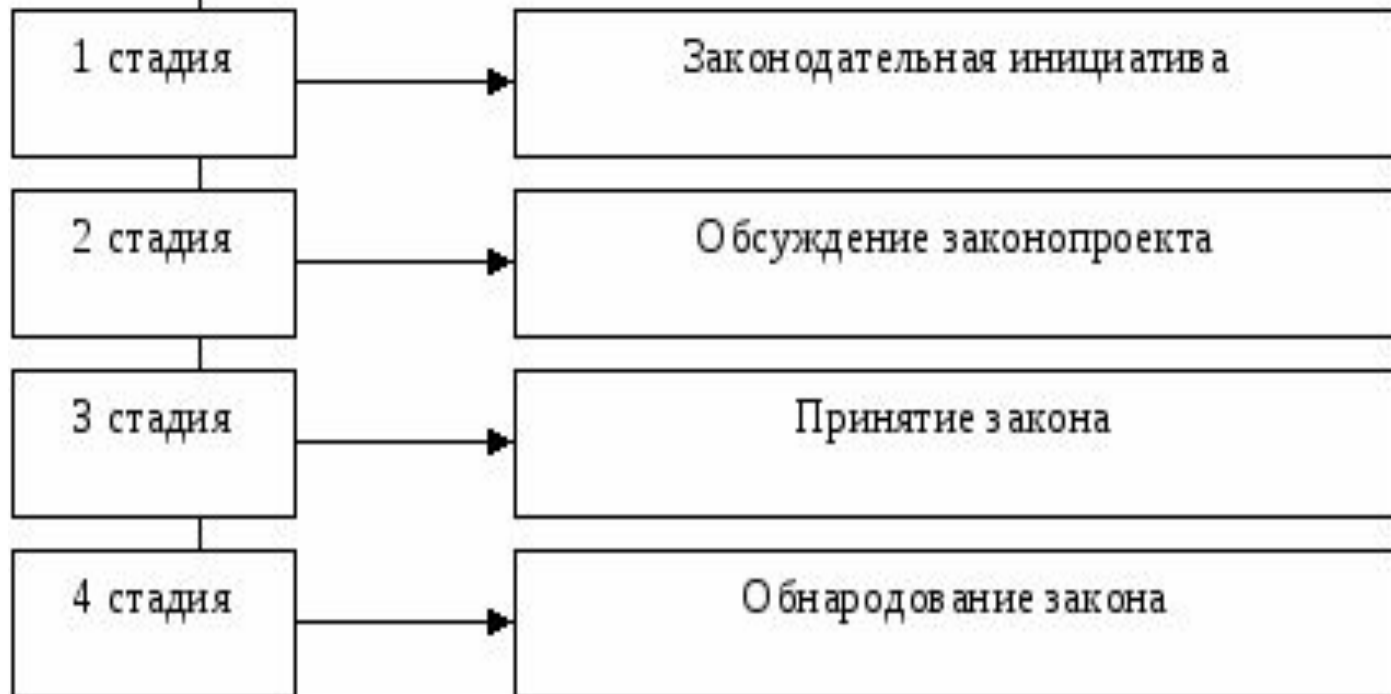 1 стадия
Законодательная инициатива
2 стадия
Обсуждение законопроекта
3 стадия
Принятие закона
4 стадия
Обнародование закона